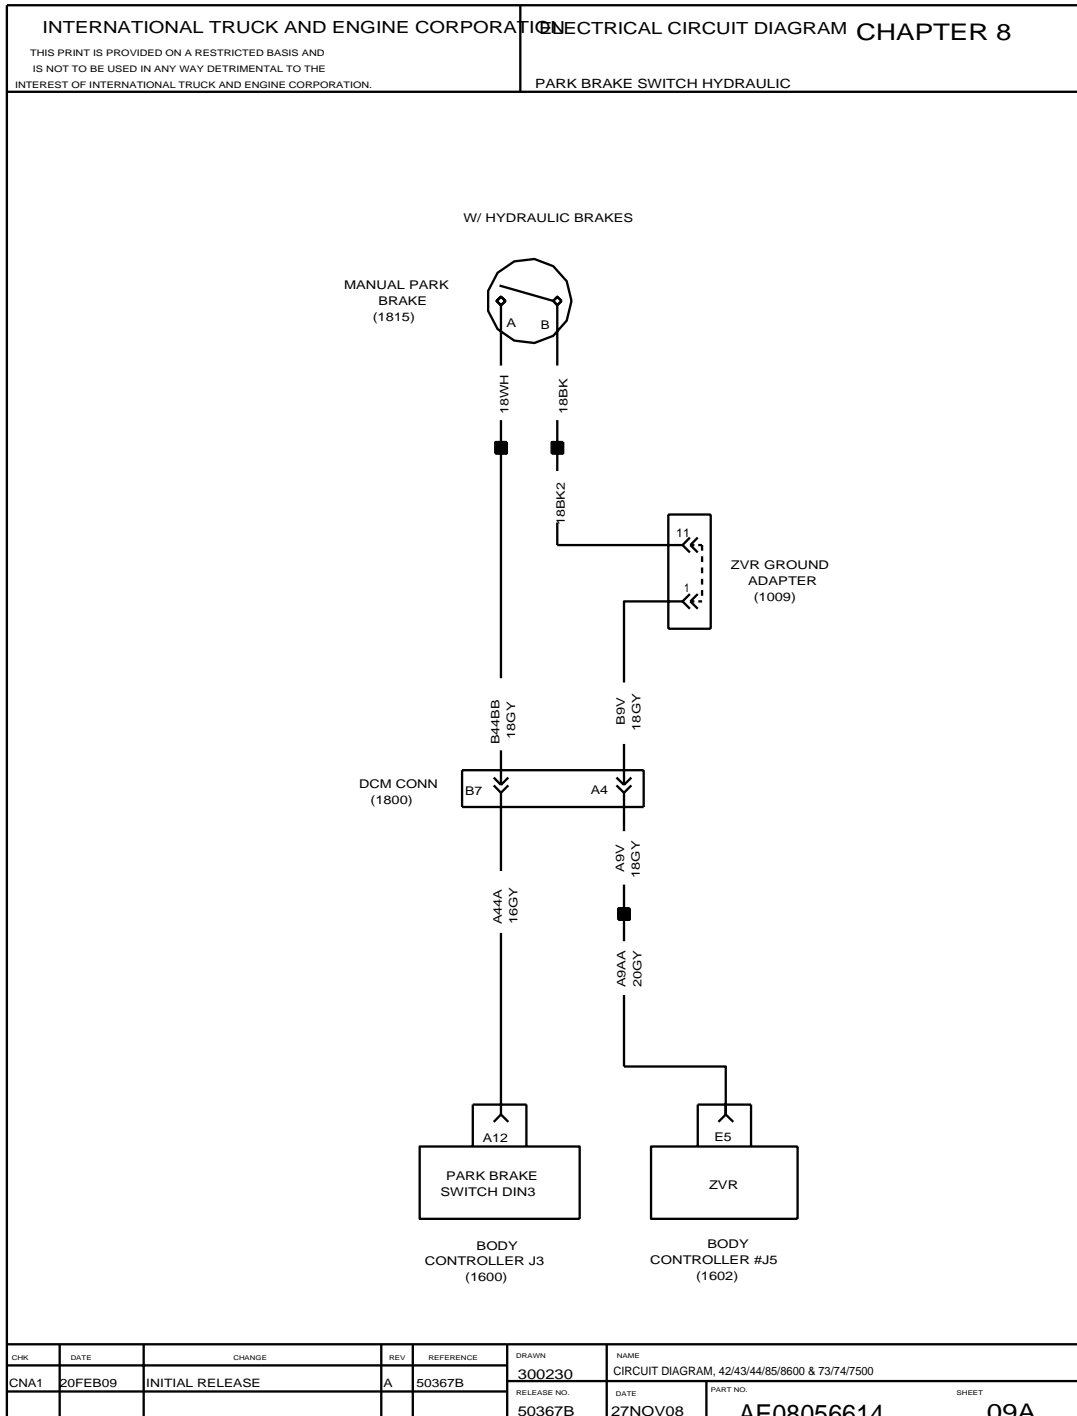 INTERNATIONAL TRUCK AND ENGINE CORPORATION
THIS PRINT IS PROVIDED ON A RESTRICTED BASIS AND
IS NOT TO BE USED IN ANY WAY DETRIMENTAL TO THE
INTEREST OF INTERNATIONAL TRUCK AND ENGINE CORPORATION.
ELECTRICAL CIRCUIT DIAGRAM CHAPTER 8
PARK BRAKE SWITCH HYDRAULIC
W/ HYDRAULIC BRAKES
MANUAL PARK
BRAKE
(1815)
A
B
18WH
18BK
18BK2
11
1
ZVR GROUND
ADAPTER
(1009)
B44BB
18GY
B9V
18GY
DCM CONN
(1800)
B7
A4
A9V
18GY
A44A
16GY
A9AA
20GY
A12
E5
PARK BRAKE
SWITCH DIN3
ZVR
BODY
CONTROLLER J3
(1600)
BODY
CONTROLLER #J5
(1602)
CHK DATE CHANGE REV REFERENCE
CNA1 20FEB09 INITIAL RELEASE A 50367B
DRAWN
300230
NAME
CIRCUIT DIAGRAM, 42/43/44/85/8600 & 73/74/7500
RELEASE NO.
50367B
DATE
27NOV08
PART NO.
AE08056614
SHEET
09A